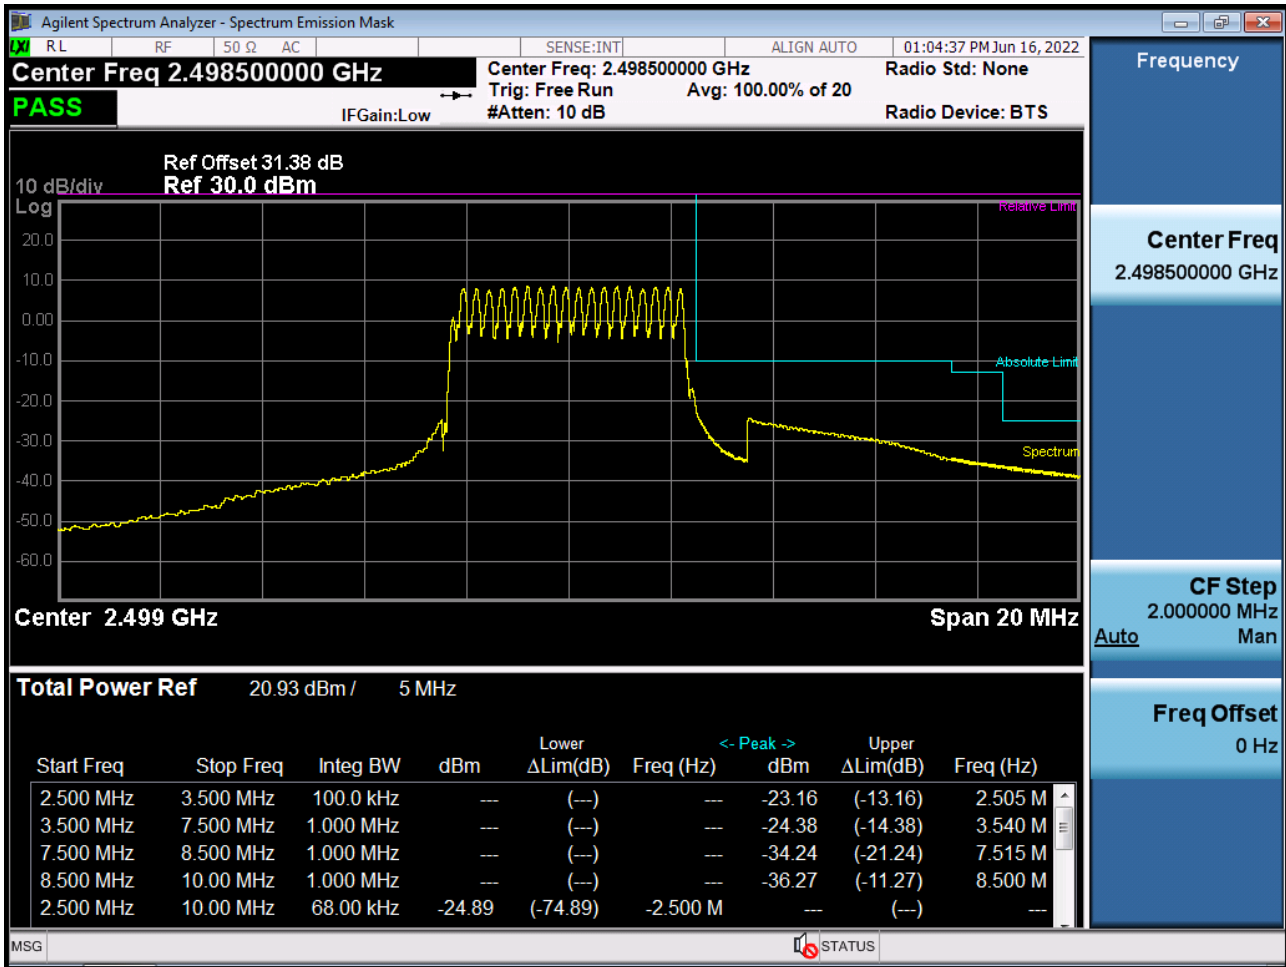 Agilent Spectrum Analyzer - Spectrum Emission Mask
LXI RL RF 50 Ω AC SENSE:INT ALIGN AUTO 01:04:37 PM Jun 16, 2022
Center Freq 2.498500000 GHz
PASS
IFGain:Low
Center Freq: 2.498500000 GHz
Trig: Free Run Avg: 100.00% of 20
#Atten: 10 dB
Radio Std: None
Radio Device: BTS
Ref Offset 31.38 dB
10 dB/div Ref 30.0 dBm
Log
Relative Limit
20.0
10.0
0.00
-10.0
Absolute Limit
-20.0
-30.0
Spectrum
-40.0
-50.0
-60.0
Center 2.499 GHz Span 20 MHz
Total Power Ref 20.93 dBm / 5 MHz
Lower <- Peak -> Upper
Start Freq Stop Freq Integ BW dBm ΔLim(dB) Freq (Hz) dBm ΔLim(dB) Freq (Hz)
2.500 MHz 3.500 MHz 100.0 kHz --- (---) --- -23.16 (-13.16) 2.505 M
3.500 MHz 7.500 MHz 1.000 MHz --- (---) --- -24.38 (-14.38) 3.540 M
7.500 MHz 8.500 MHz 1.000 MHz --- (---) --- -34.24 (-21.24) 7.515 M
8.500 MHz 10.00 MHz 1.000 MHz --- (---) --- -36.27 (-11.27) 8.500 M
2.500 MHz 10.00 MHz 68.00 kHz -24.89 (-74.89) -2.500 M --- (---) ---
MSG STATUS
Frequency
Center Freq
2.498500000 GHz
CF Step
2.000000 MHz
Auto Man
Freq Offset
0 Hz